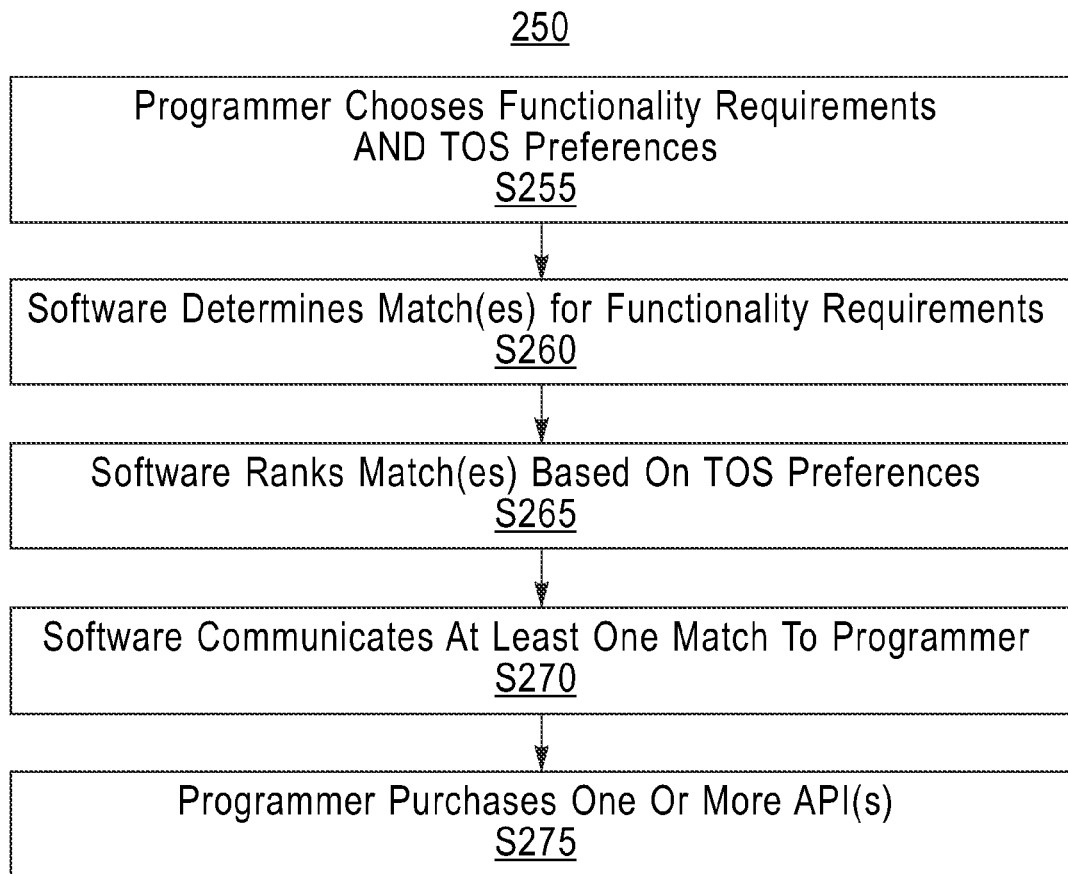 250
Programmer Chooses Functionality Requirements
AND TOS Preferences
S255
Software Determines Match(es) for Functionality Requirements
S260
Software Ranks Match(es) Based On TOS Preferences
S265
Software Communicates At Least One Match To Programmer
S270
Programmer Purchases One Or More API(s)
S275